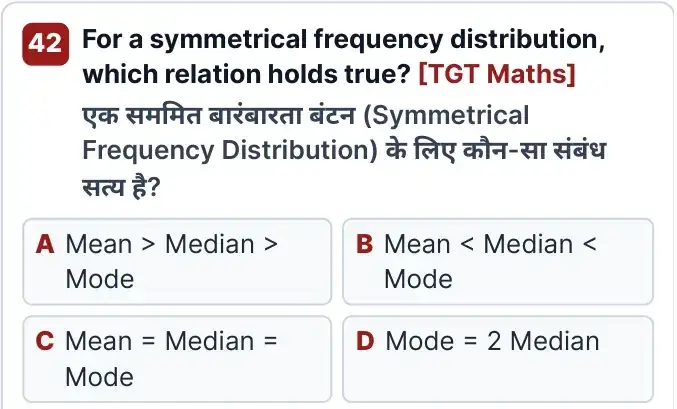 42 For a symmetrical frequency distribution,
which relation holds true? [TGT Maths]
एक सममित बारंबारता बंटन (Symmetrical
Frequency Distribution) के लिए कौन-सा संबंध
सत्य है?
A Mean > Median >
Mode
B Mean < Median <
Mode
C Mean = Median =
Mode
D Mode = 2 Median